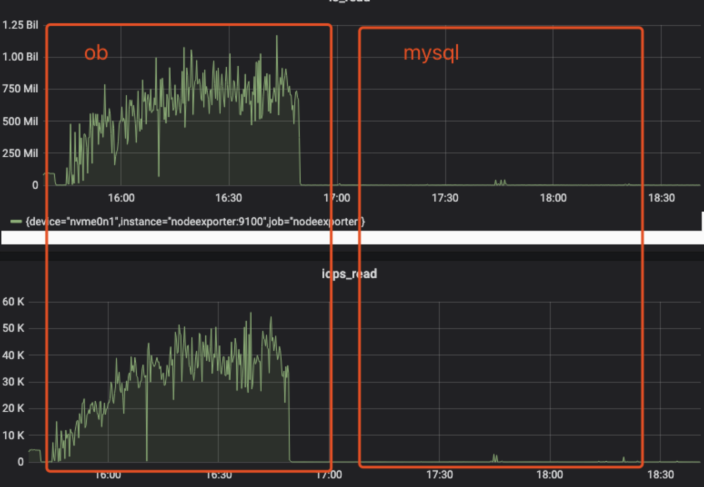 io_read
1.25 Bil
ob
mysql
1.00 Bil
750 Mil
500 Mil
250 Mil
0
16:00 16:30 17:00 17:30 18:00 18:30
{device="nvme0n1",instance="nodeexporter:9100",job="nodeexporter"}
iops_read
60 K
50 K
40 K
30 K
20 K
10 K
0
16:00 16:30 17:00 17:30 18:00 18:30